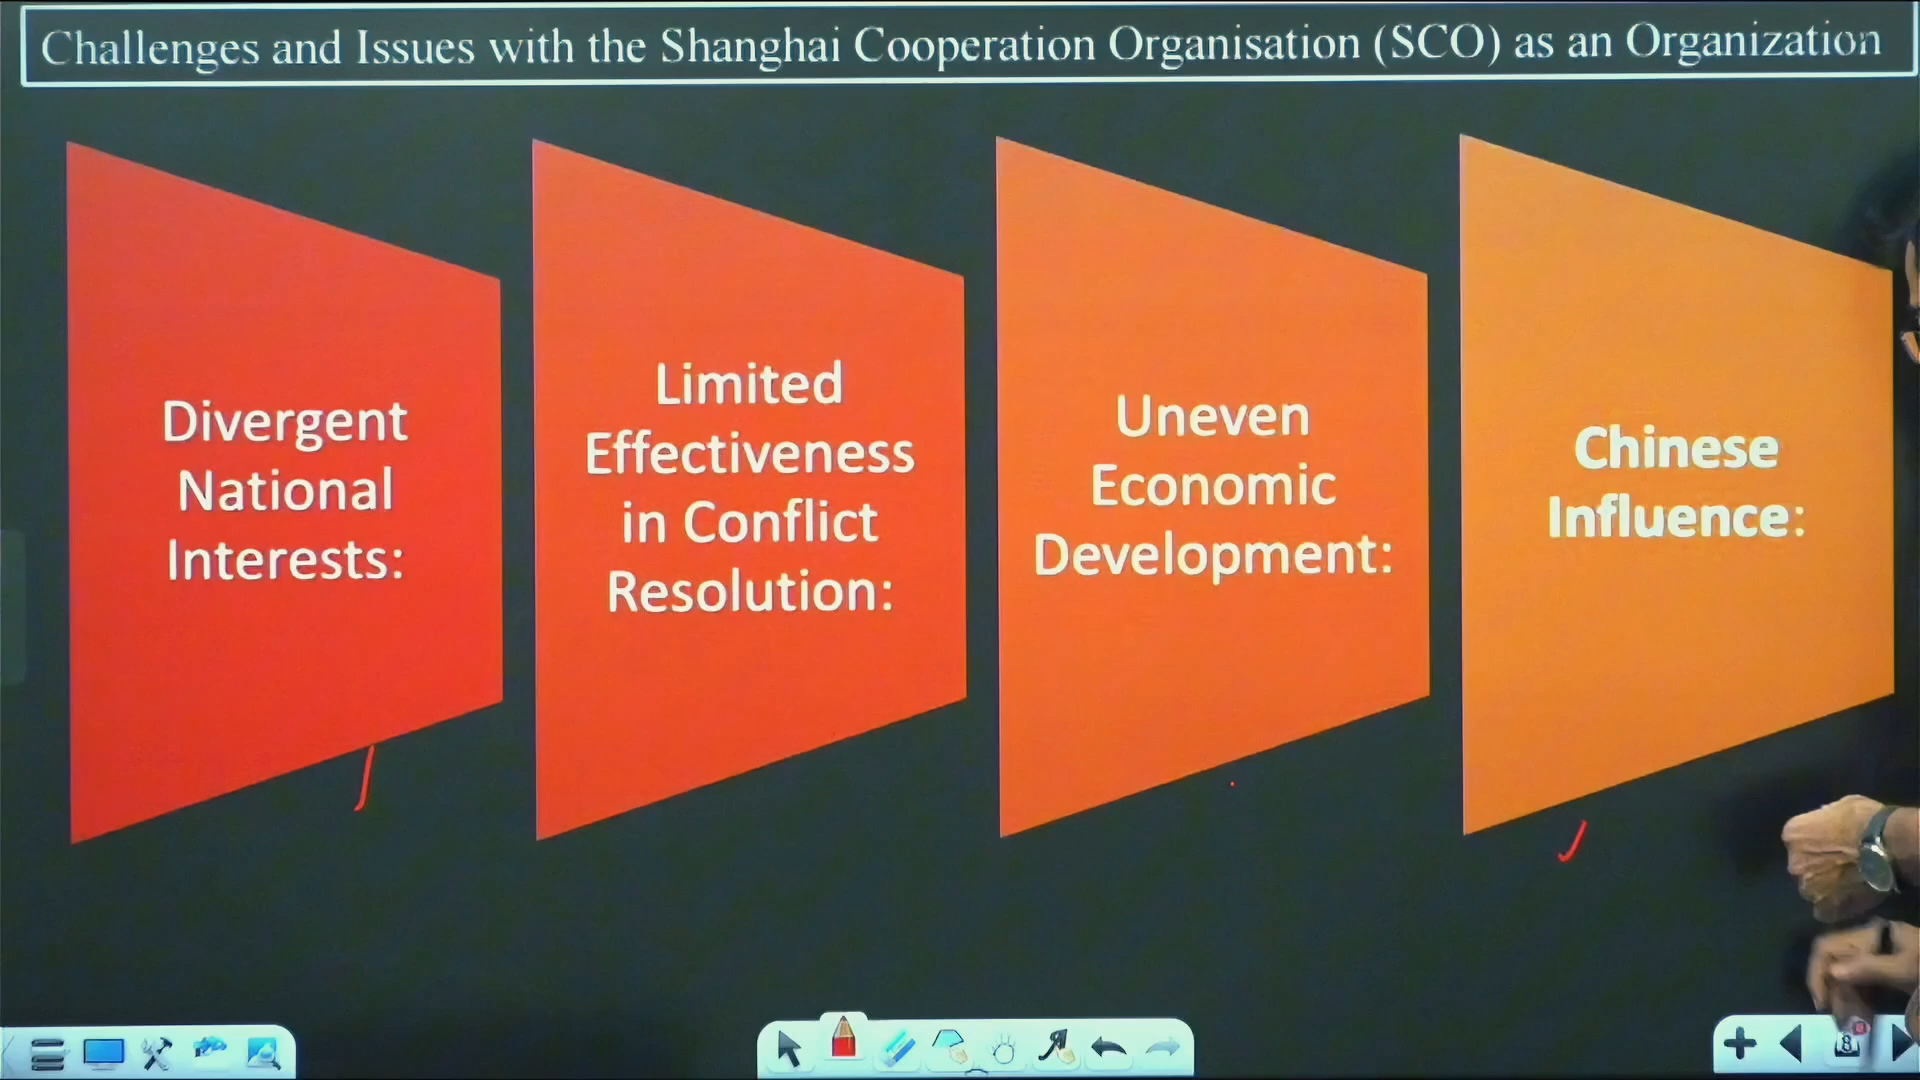 Challenges and Issues with the Shanghai Cooperation Organisation (SCO) as an Organization
Divergent
National
Interests:
Limited
Effectiveness
in Conflict
Resolution:
Uneven
Economic
Development:
Chinese
Influence:
8